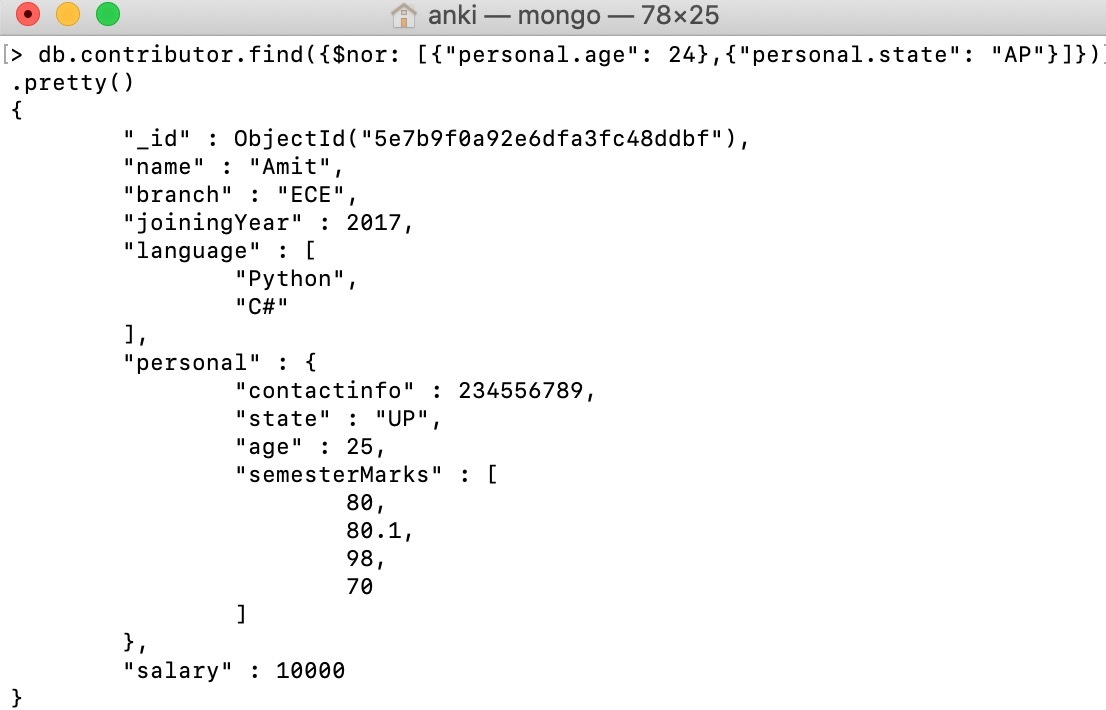 anki — mongo — 78×25
[> db.contributor.find({$nor: [{"personal.age": 24},{"personal.state": "AP"}]})]
.pretty()
{
        "_id" : ObjectId("5e7b9f0a92e6dfa3fc48ddbf"),
        "name" : "Amit",
        "branch" : "ECE",
        "joiningYear" : 2017,
        "language" : [
                "Python",
                "C#"
        ],
        "personal" : {
                "contactinfo" : 234556789,
                "state" : "UP",
                "age" : 25,
                "semesterMarks" : [
                        80,
                        80.1,
                        98,
                        70
                ]
        },
        "salary" : 10000
}